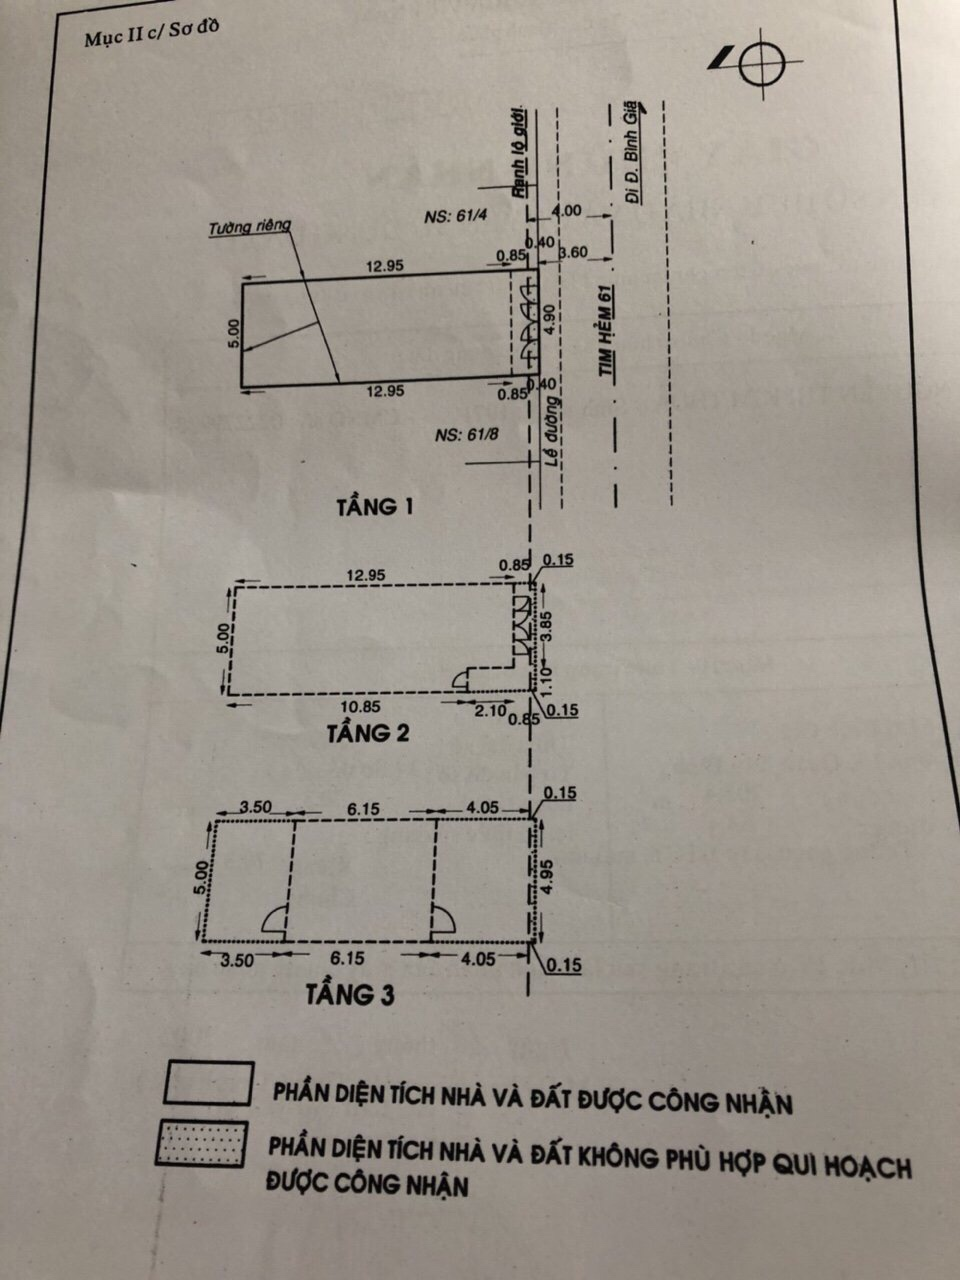 Mục II c/ Sơ đồ
Ranh lộ giới
Đi Đ. Bình Giã
NS: 61/4
4.00
Tường riêng
0.40
12.95
0.85
3.60
5.00
4.90
TIM HẺM 61
12.95
0.85
0.40
NS: 61/8
Lề đường
TẦNG 1
12.95
0.85
0.15
5.00
3.85
1.10
10.85
2.10
0.85
0.15
TẦNG 2
3.50
6.15
4.05
0.15
5.00
4.95
3.50
6.15
4.05
0.15
TẦNG 3
PHẦN DIỆN TÍCH NHÀ VÀ ĐẤT ĐƯỢC CÔNG NHẬN
PHẦN DIỆN TÍCH NHÀ VÀ ĐẤT KHÔNG PHÙ HỢP QUI HOẠCH
ĐƯỢC CÔNG NHẬN